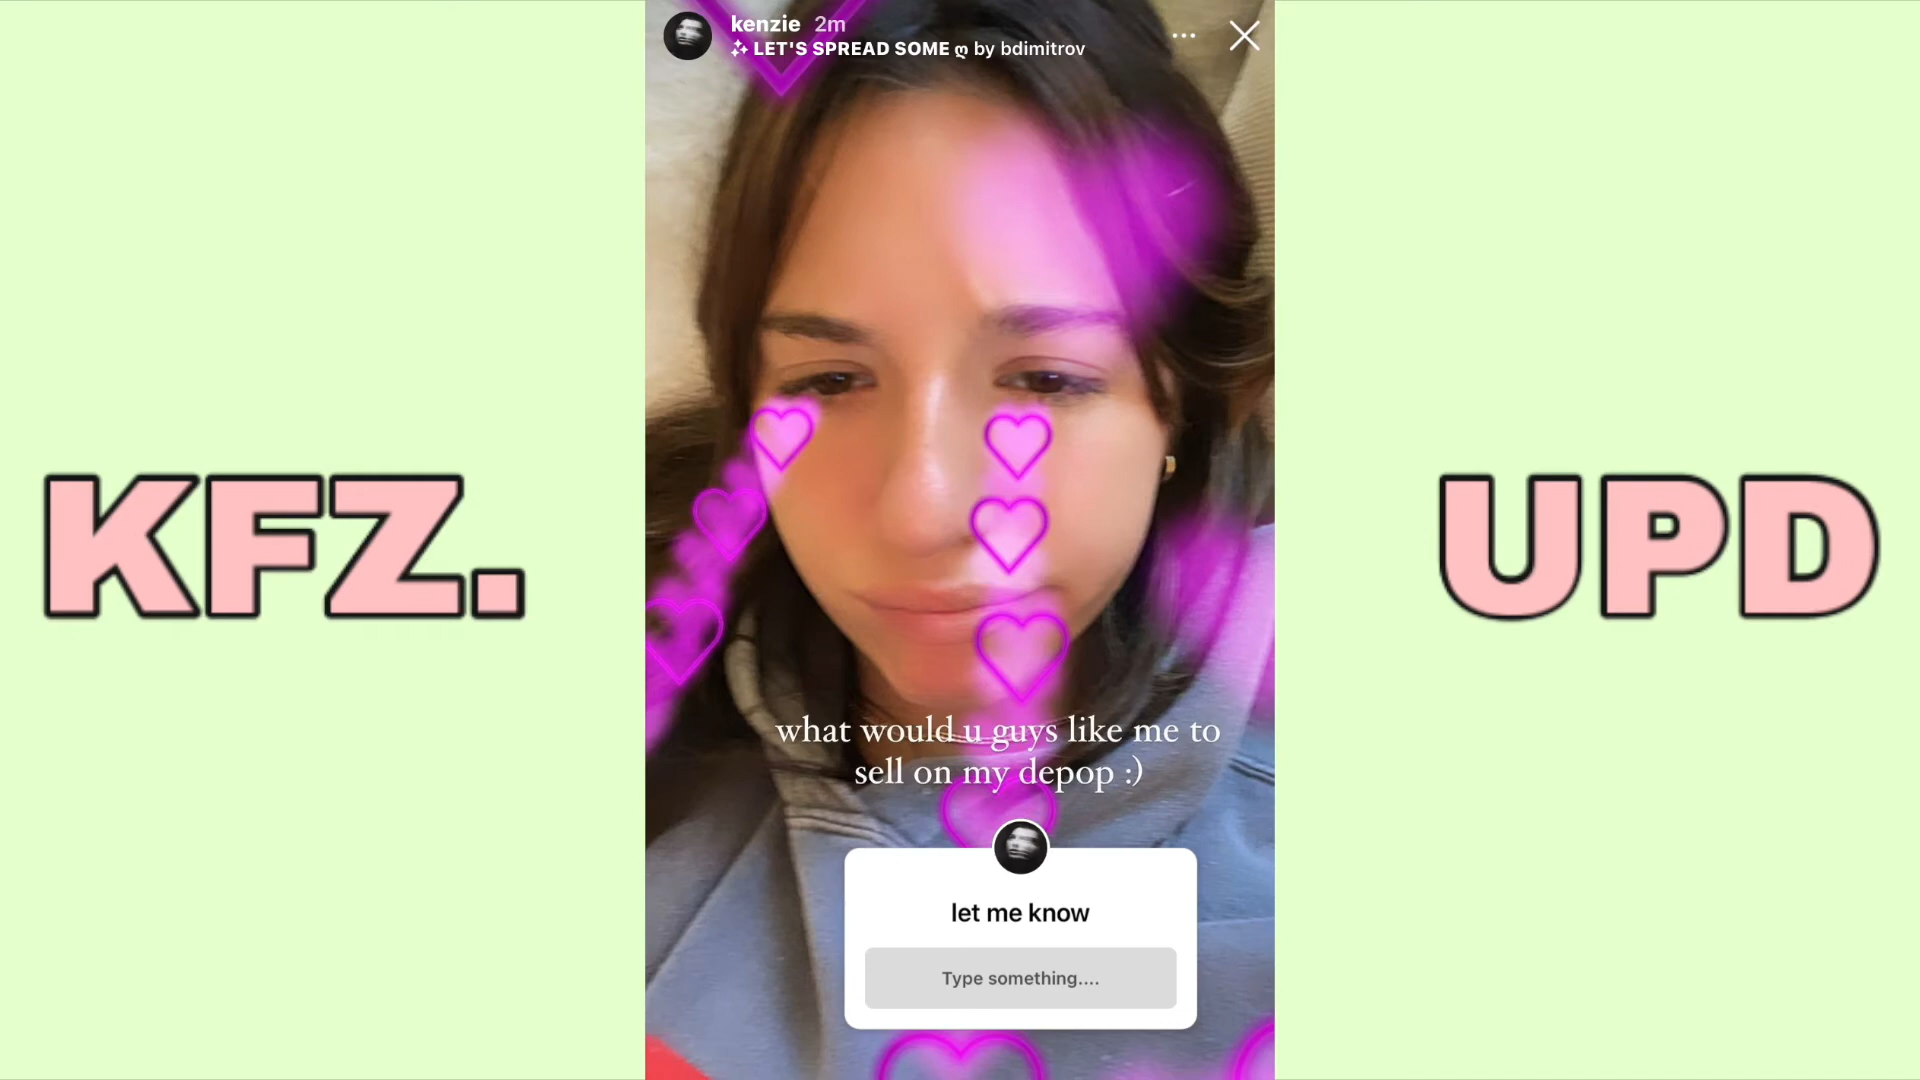 kenzie 2m
✨ LET'S SPREAD SOME ღ by bdimitrov
KFZ.
UPD
what would u guys like me to
sell on my depop :)
let me know
Type something....